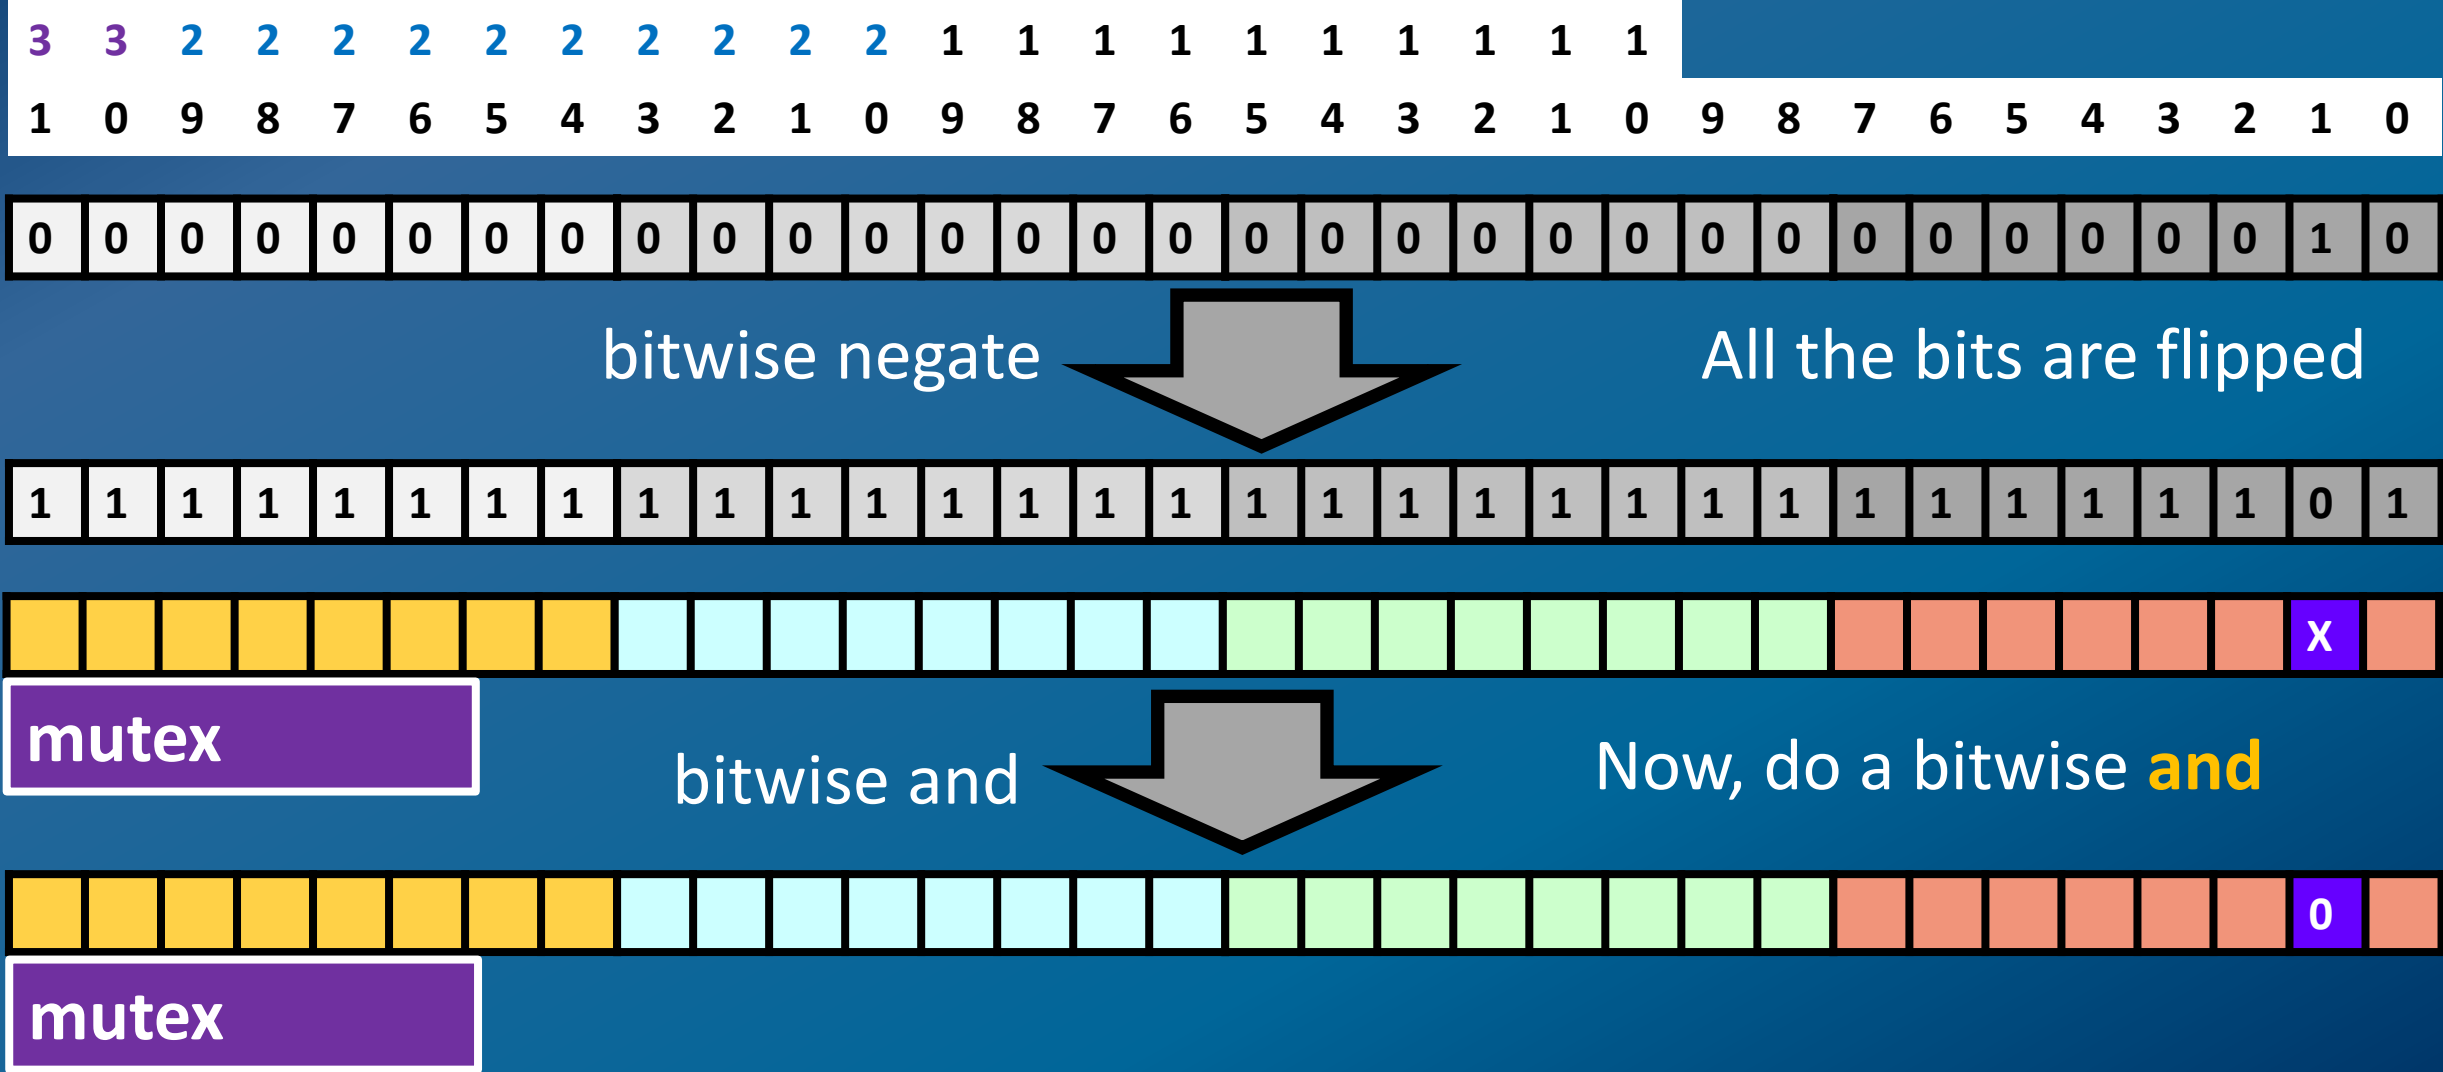 3 3 2 2 2 2 2 2 2 2 2 2 1 1 1 1 1 1 1 1 1 1
1 0 9 8 7 6 5 4 3 2 1 0 9 8 7 6 5 4 3 2 1 0 9 8 7 6 5 4 3 2 1 0
0 0 0 0 0 0 0 0 0 0 0 0 0 0 0 0 0 0 0 0 0 0 0 0 0 0 0 0 0 0 1 0
bitwise negate
All the bits are flipped
1 1 1 1 1 1 1 1 1 1 1 1 1 1 1 1 1 1 1 1 1 1 1 1 1 1 1 1 1 1 0 1
X
mutex
bitwise and
Now, do a bitwise and
0
mutex